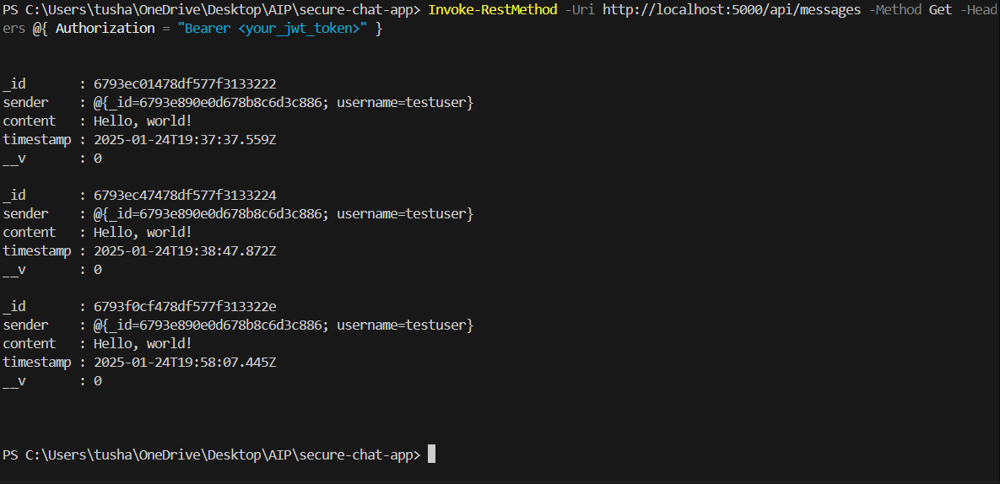 PS C:\Users\tusha\OneDrive\Desktop\AIP\secure-chat-app> Invoke-RestMethod -Uri http://localhost:5000/api/messages -Method Get -Head
ers @{ Authorization = "Bearer <your_jwt_token>" }
_id       : 6793ec01478df577f3133222
sender    : @{_id=6793e890e0d678b8c6d3c886; username=testuser}
content   : Hello, world!
timestamp : 2025-01-24T19:37:37.559Z
__v       : 0
_id       : 6793ec47478df577f3133224
sender    : @{_id=6793e890e0d678b8c6d3c886; username=testuser}
content   : Hello, world!
timestamp : 2025-01-24T19:38:47.872Z
__v       : 0
_id       : 6793f0cf478df577f313322e
sender    : @{_id=6793e890e0d678b8c6d3c886; username=testuser}
content   : Hello, world!
timestamp : 2025-01-24T19:58:07.445Z
__v       : 0
PS C:\Users\tusha\OneDrive\Desktop\AIP\secure-chat-app>